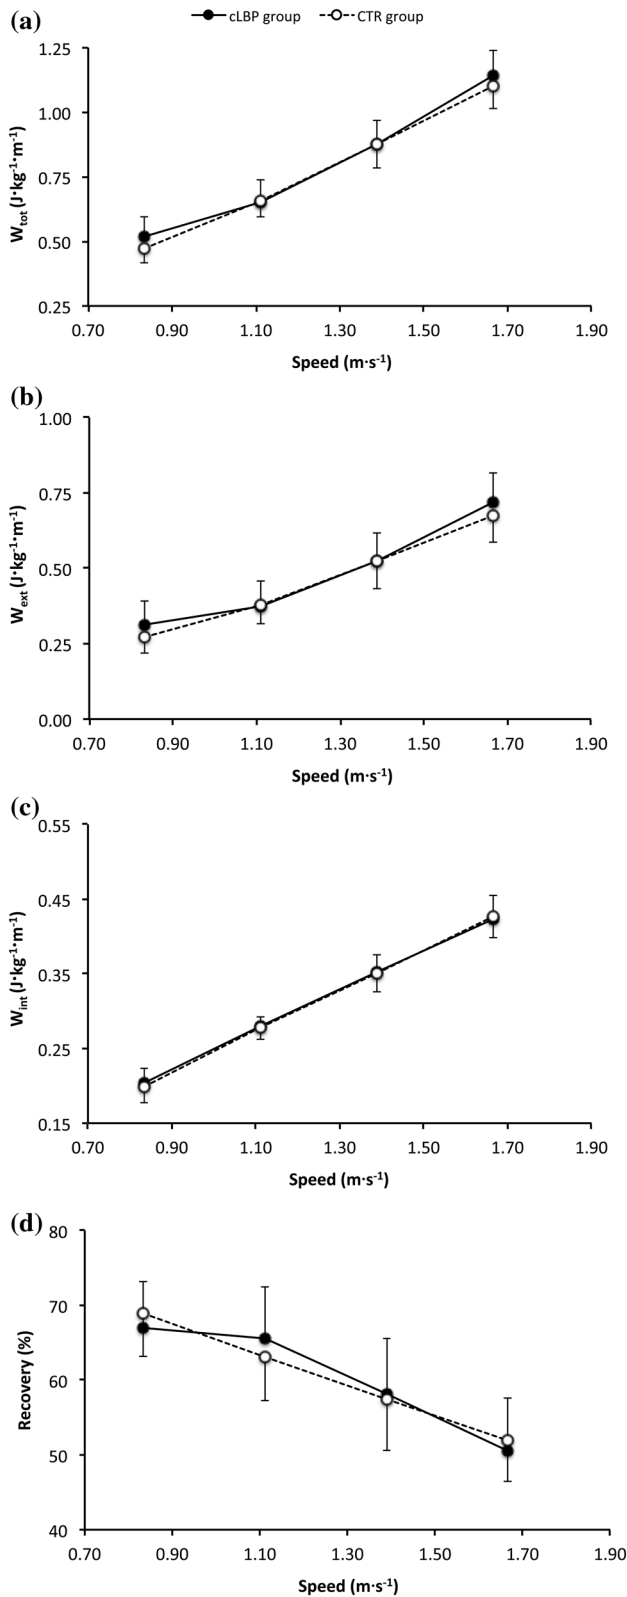 (a)
cLBP group CTR group
1.25
1.00
0.75
0.50
0.25
W_tot (J·kg⁻¹·m⁻¹)
0.70 0.90 1.10 1.30 1.50 1.70 1.90
Speed (m·s⁻¹)
(b)
1.00
0.75
0.50
0.25
0.00
W_ext (J·kg⁻¹·m⁻¹)
0.70 0.90 1.10 1.30 1.50 1.70 1.90
Speed (m·s⁻¹)
(c)
0.55
0.45
0.35
0.25
0.15
W_int (J·kg⁻¹·m⁻¹)
0.70 0.90 1.10 1.30 1.50 1.70 1.90
Speed (m·s⁻¹)
(d)
80
70
60
50
40
Recovery (%)
0.70 0.90 1.10 1.30 1.50 1.70 1.90
Speed (m·s⁻¹)